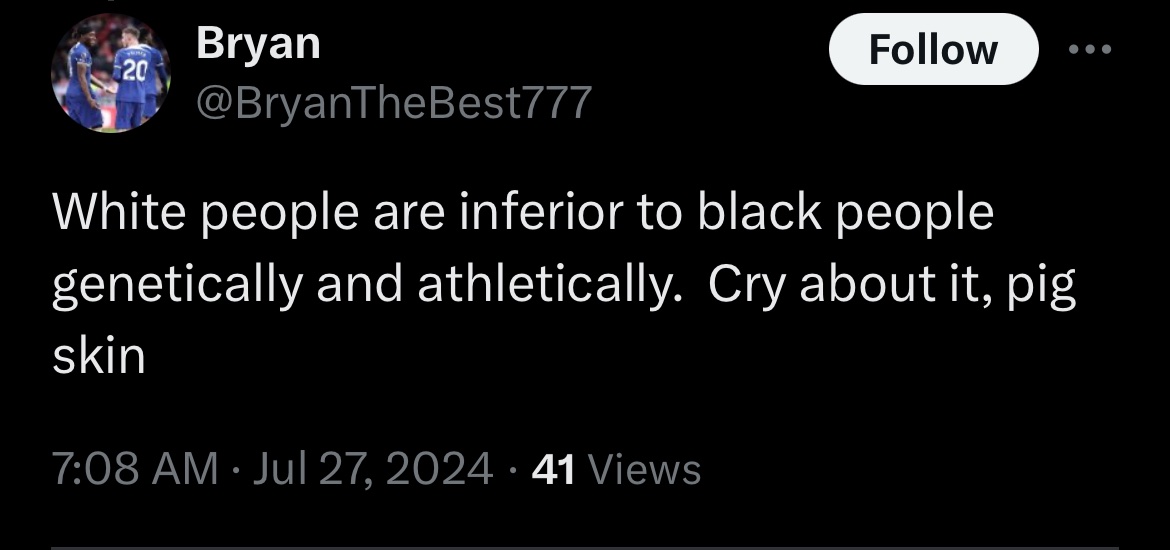 Bryan
Follow
@BryanTheBest777
White people are inferior to black people
genetically and athletically.  Cry about it, pig
skin
7:08 AM · Jul 27, 2024 · 41 Views
20